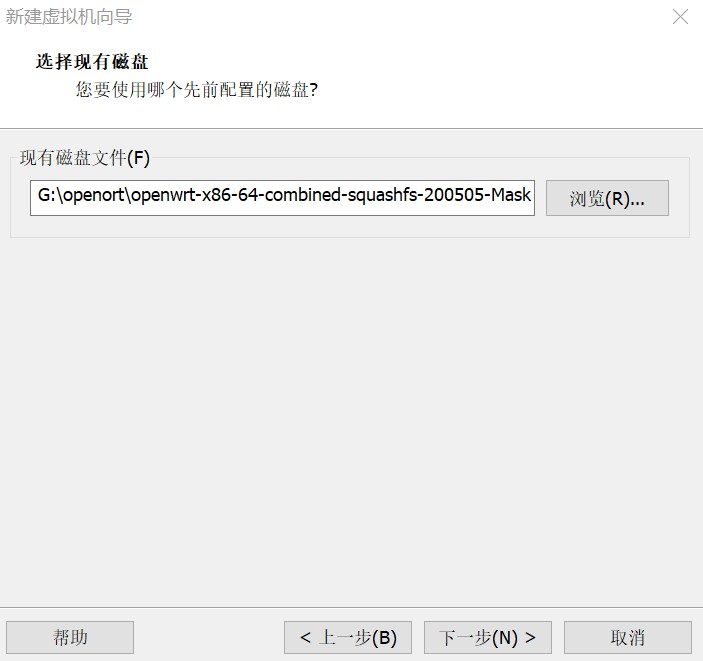 新建虚拟机向导
选择现有磁盘
您要使用哪个先前配置的磁盘?
现有磁盘文件(F)
G:\openort\openwrt-x86-64-combined-squashfs-200505-Mask
浏览(R)...
帮助
< 上一步(B)
下一步(N) >
取消